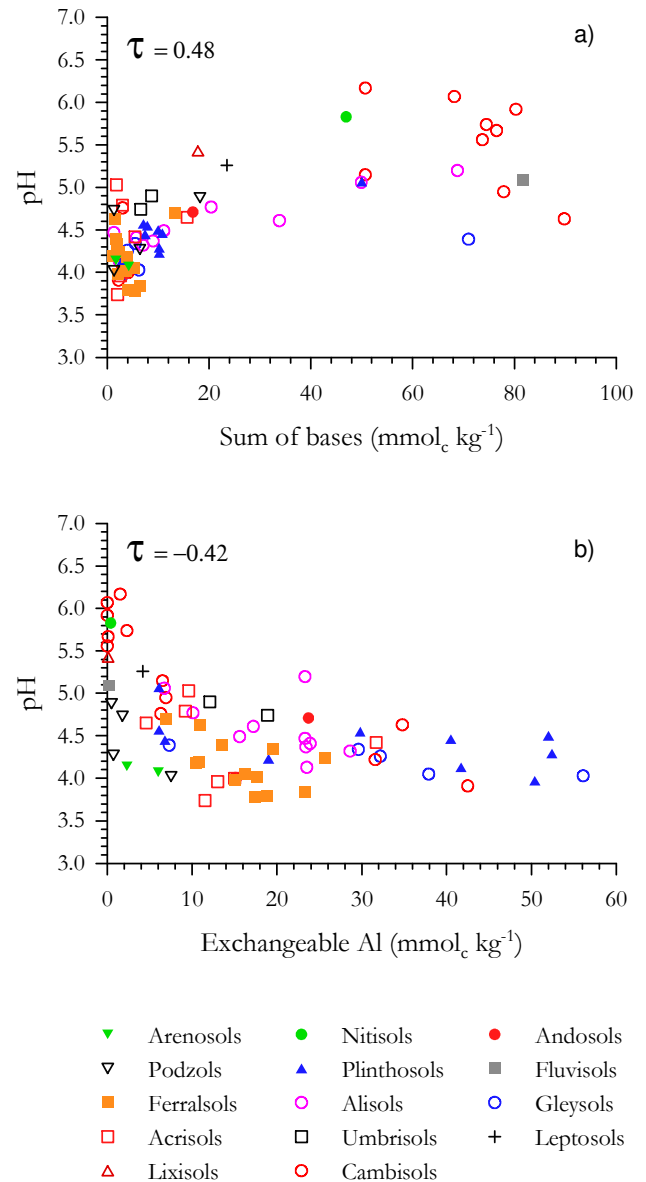 7.0
a)
τ = 0.48
6.5
6.0
5.5
5.0
4.5
4.0
3.5
3.0
pH
0 20 40 60 80 100
Sum of bases (mmolc kg-1)
7.0
b)
τ = −0.42
6.5
6.0
5.5
5.0
4.5
4.0
3.5
3.0
pH
0 10 20 30 40 50 60
Exchangeable Al (mmolc kg-1)
Arenosols Nitisols Andosols
Podzols Plinthosols Fluvisols
Ferralsols Alisols Gleysols
Acrisols Umbrisols Leptosols
Lixisols Cambisols